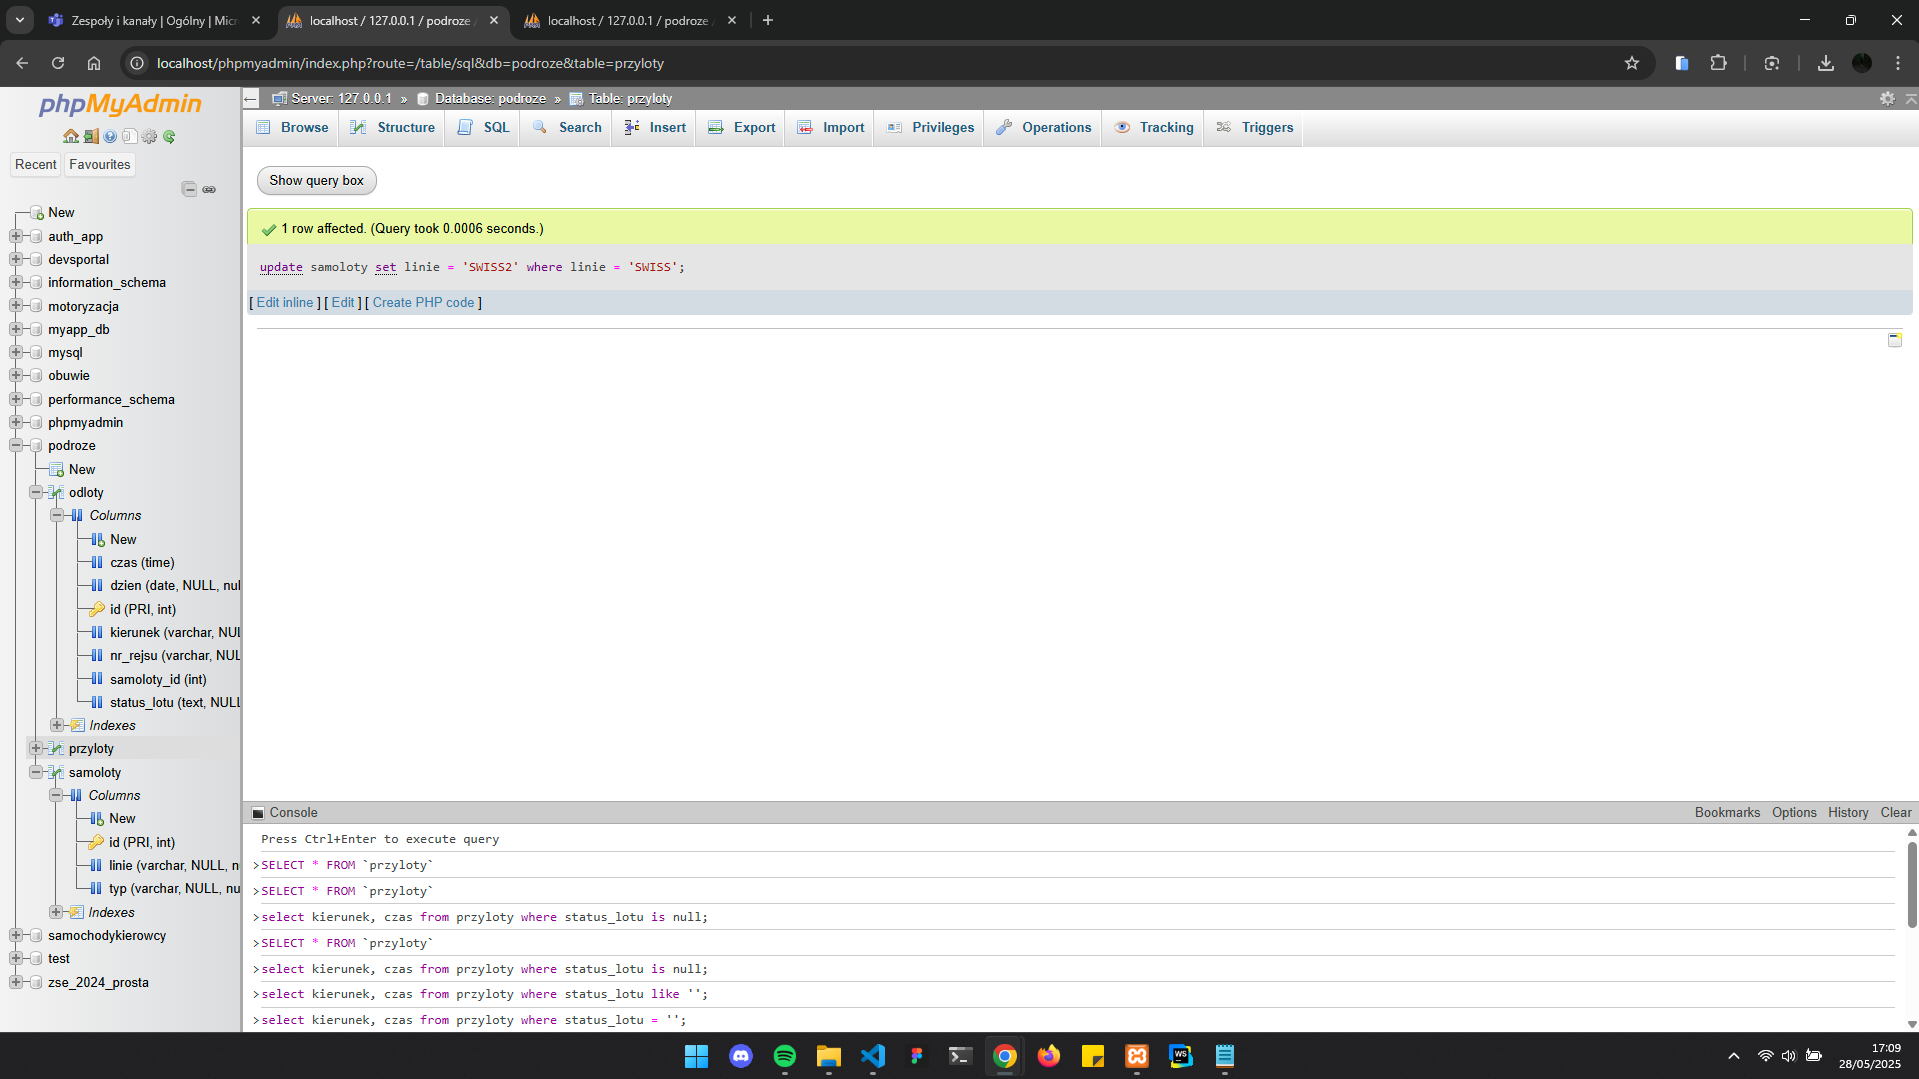 Zespoły i kanały | Ogólny | Micr
localhost / 127.0.0.1 / podroze
localhost / 127.0.0.1 / podroze
localhost/phpmyadmin/index.php?route=/table/sql&db=podroze&table=przyloty
phpMyAdmin
Recent
Favourites
New
auth_app
devsportal
information_schema
motoryzacja
myapp_db
mysql
obuwie
performance_schema
phpmyadmin
podroze
New
odloty
Columns
New
czas (time)
dzien (date, NULL, nul
id (PRI, int)
kierunek (varchar, NUL
nr_rejsu (varchar, NUL
samoloty_id (int)
status_lotu (text, NULL
Indexes
przyloty
samoloty
Columns
New
id (PRI, int)
linie (varchar, NULL, n
typ (varchar, NULL, nu
Indexes
samochodykierowcy
test
zse_2024_prosta
Server: 127.0.0.1 » Database: podroze » Table: przyloty
Browse Structure SQL Search Insert Export Import Privileges Operations Tracking Triggers
Show query box
1 row affected. (Query took 0.0006 seconds.)
update samoloty set linie = 'SWISS2' where linie = 'SWISS';
[ Edit inline ] [ Edit ] [ Create PHP code ]
Console
Bookmarks Options History Clear
Press Ctrl+Enter to execute query
>SELECT * FROM `przyloty`
>SELECT * FROM `przyloty`
>select kierunek, czas from przyloty where status_lotu is null;
>SELECT * FROM `przyloty`
>select kierunek, czas from przyloty where status_lotu is null;
>select kierunek, czas from przyloty where status_lotu like '';
>select kierunek, czas from przyloty where status_lotu = '';
WS
17:09
28/05/2025